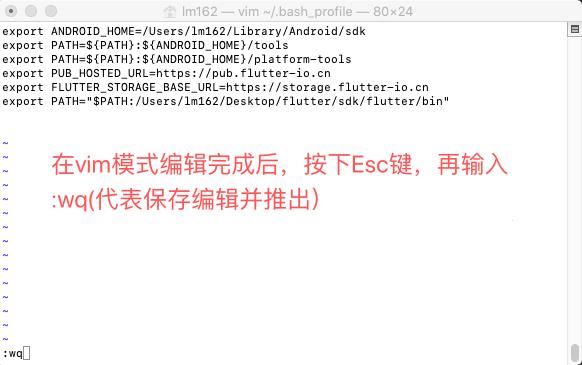 lm162 — vim ~/.bash_profile — 80×24
export ANDROID_HOME=/Users/lm162/Library/Android/sdk
export PATH=${PATH}:${ANDROID_HOME}/tools
export PATH=${PATH}:${ANDROID_HOME}/platform-tools
export PUB_HOSTED_URL=https://pub.flutter-io.cn
export FLUTTER_STORAGE_BASE_URL=https://storage.flutter-io.cn
export PATH="$PATH:/Users/lm162/Desktop/flutter/sdk/flutter/bin"
~
~
在vim模式编辑完成后，按下Esc键，再输入
~
~
:wq(代表保存编辑并推出）
~
~
~
~
~
~
~
~
~
~
~
:wq